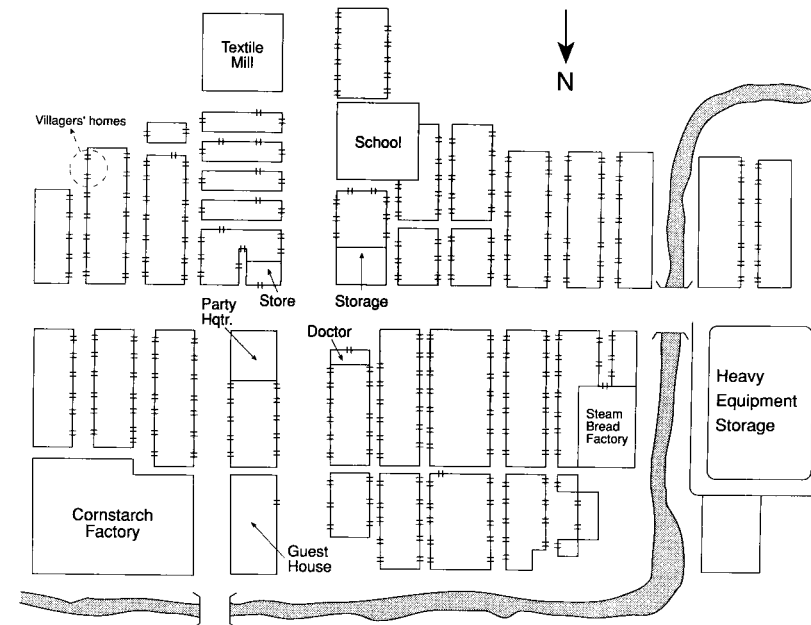 Textile
Mill
N
Villagers' homes
School
Store
Storage
Party
Hqtr.
Doctor
Heavy
Equipment
Storage
Steam
Bread
Factory
Cornstarch
Factory
Guest
House